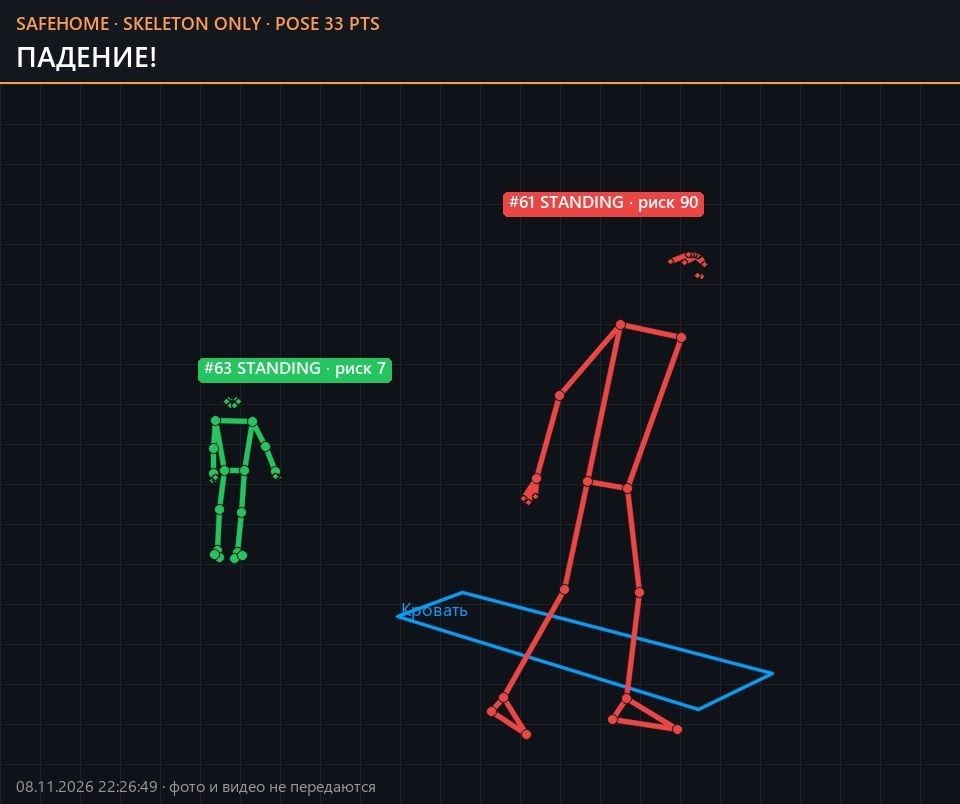 SAFEHOME · SKELETON ONLY · POSE 33 PTS
ПАДЕНИЕ!
#61 STANDING · риск 90
#63 STANDING · риск 7
Кровать
08.11.2026 22:26:49 · фото и видео не передаются